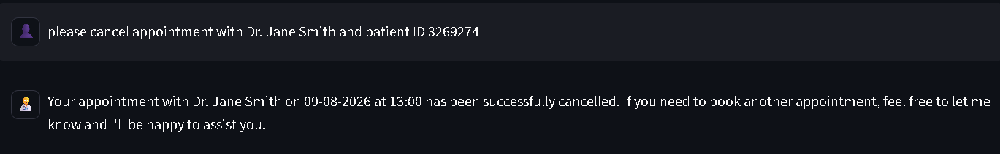 please cancel appointment with Dr. Jane Smith and patient ID 3269274
Your appointment with Dr. Jane Smith on 09-08-2026 at 13:00 has been successfully cancelled. If you need to book another appointment, feel free to let me
know and I'll be happy to assist you.